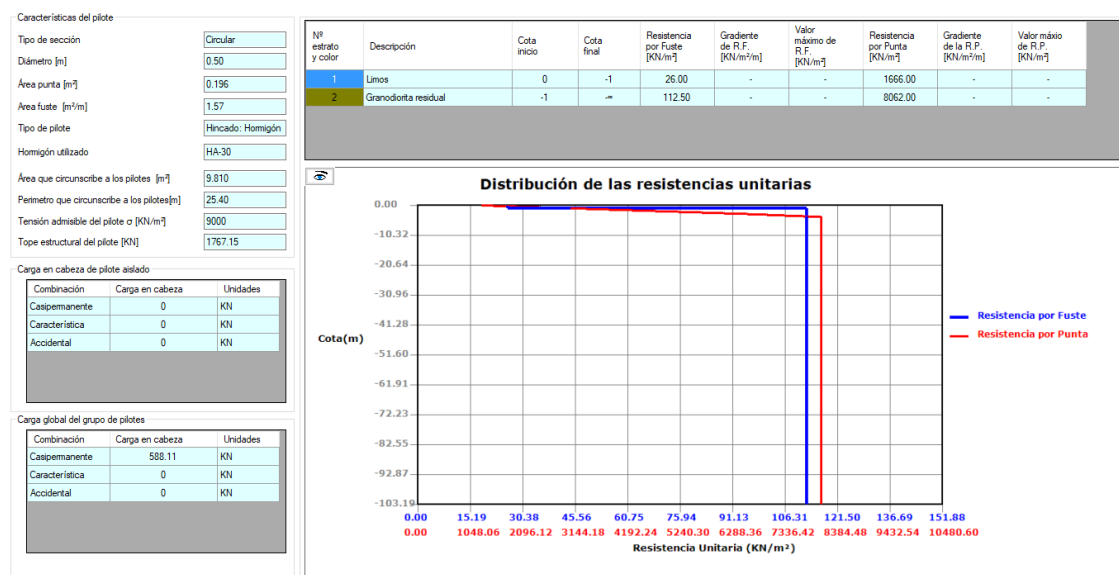 Características del pilote
Tipo de sección Circular
Diámetro [m] 0.50
Área punta [m²] 0.196
Area fuste [m²/m] 1.57
Tipo de pilote Hincado: Hormigón
Hormigón utilizado HA-30
Área que circunscribe a los pilotes [m²] 9.810
Perimetro que circunscribe a los pilotes[m] 25.40
Tensión admisible del pilote σ [KN/m²] 9000
Tope estructural del pilote [KN] 1767.15
Carga en cabeza de pilote aislado
Combinación Carga en cabeza Unidades
Casipermanente 0 KN
Característica 0 KN
Accidental 0 KN
Carga global del grupo de pilotes
Combinación Carga en cabeza Unidades
Casipermanente 588.11 KN
Característica 0 KN
Accidental 0 KN
Nº estrato y color Descripción Cota inicio Cota final Resistencia por Fuste [KN/m²] Gradiente de R.F. [KN/m²/m] Valor máximo de R.F. [KN/m²] Resistencia por Punta [KN/m²] Gradiente de la R.P. [KN/m²/m] Valor máxio de R.P. [KN/m²]
1 Limos 0 -1 26.00 - - 1666.00 - -
2 Granodiorita residual -1 -∞ 112.50 - - 8062.00 - -
Distribución de las resistencias unitarias
0.00
-10.32
-20.64
-30.96
-41.28
-51.60
-61.91
-72.23
-82.55
-92.87
-103.19
Cota(m)
0.00 15.19 30.38 45.56 60.75 75.94 91.13 106.31 121.50 136.69 151.88
0.00 1048.06 2096.12 3144.18 4192.24 5240.30 6288.36 7336.42 8384.48 9432.54 10480.60
Resistencia Unitaria (KN/m²)
Resistencia por Fuste
Resistencia por Punta